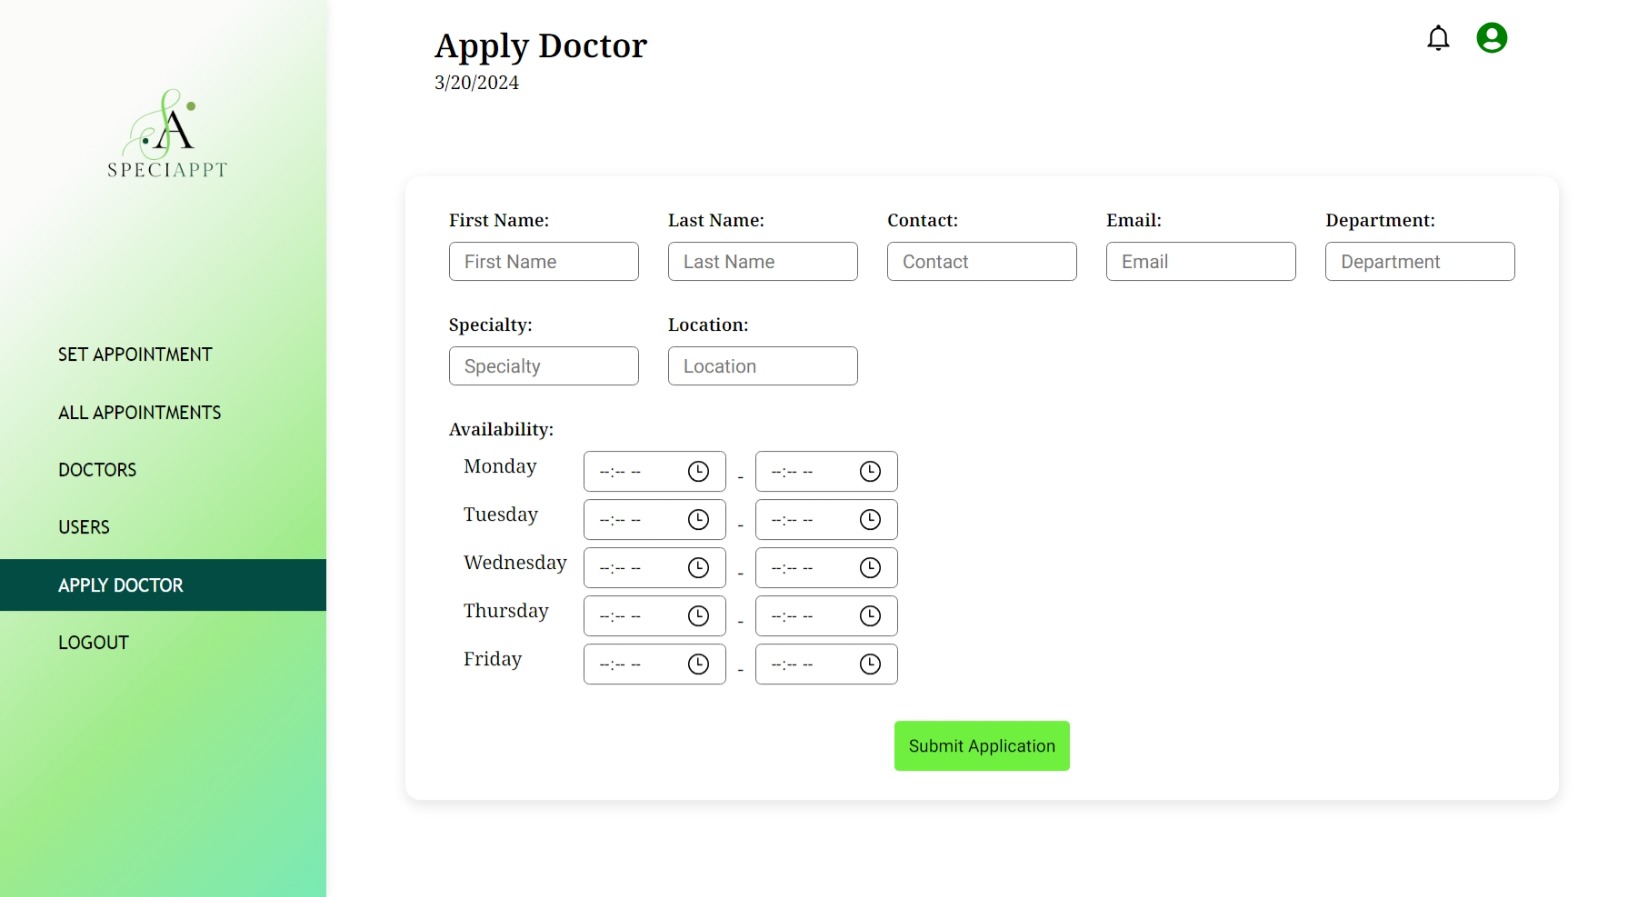 Apply Doctor
3/20/2024
SA
SPECIAPPT
SET APPOINTMENT
ALL APPOINTMENTS
DOCTORS
USERS
APPLY DOCTOR
LOGOUT
First Name: Last Name: Contact: Email: Department:
First Name Last Name Contact Email Department
Specialty: Location:
Specialty Location
Availability:
Monday --:-- -- - --:-- --
Tuesday --:-- -- - --:-- --
Wednesday --:-- -- - --:-- --
Thursday --:-- -- - --:-- --
Friday --:-- -- - --:-- --
Submit Application